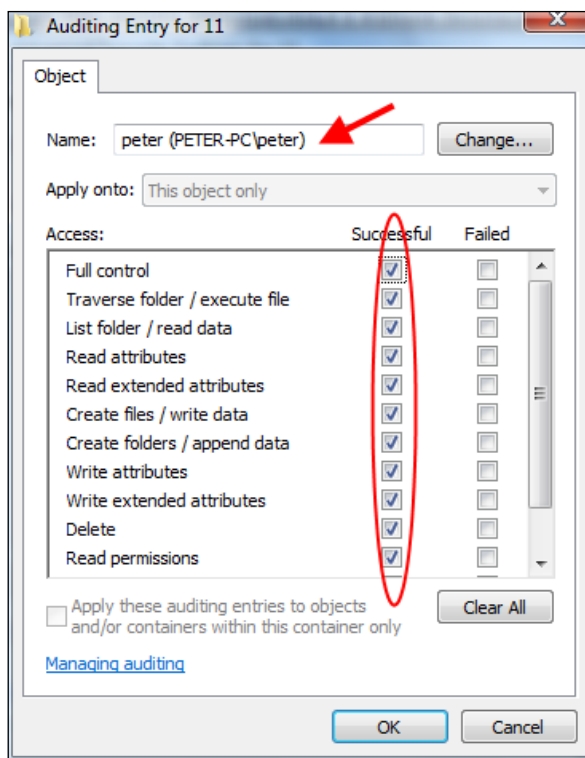 Auditing Entry for 11
Object
Name: peter (PETER-PC\peter) Change...
Apply onto: This object only
Access: Successful Failed
Full control
Traverse folder / execute file
List folder / read data
Read attributes
Read extended attributes
Create files / write data
Create folders / append data
Write attributes
Write extended attributes
Delete
Read permissions
Apply these auditing entries to objects
and/or containers within this container only
Clear All
Managing auditing
OK Cancel